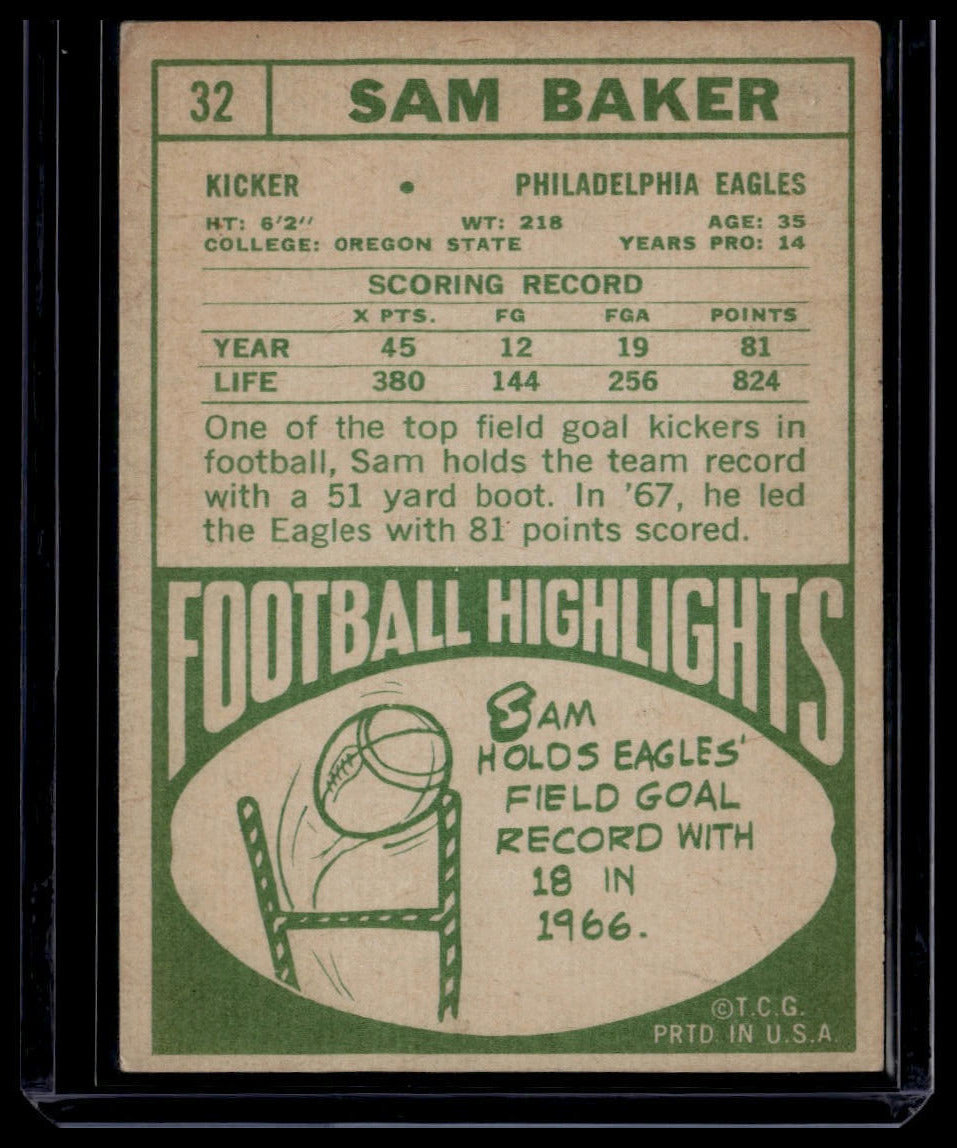 32 SAM BAKER
KICKER • PHILADELPHIA EAGLES
HT: 6'2" WT: 218 AGE: 35
COLLEGE: OREGON STATE YEARS PRO: 14
SCORING RECORD
X PTS. FG FGA POINTS
YEAR 45 12 19 81
LIFE 380 144 256 824
One of the top field goal kickers in
football, Sam holds the team record
with a 51 yard boot. In '67, he led
the Eagles with 81 points scored.
FOOTBALL HIGHLIGHTS
SAM
HOLDS EAGLES'
FIELD GOAL
RECORD WITH
18 IN
1966.
©T.C.G.
PRTD. IN U.S.A.